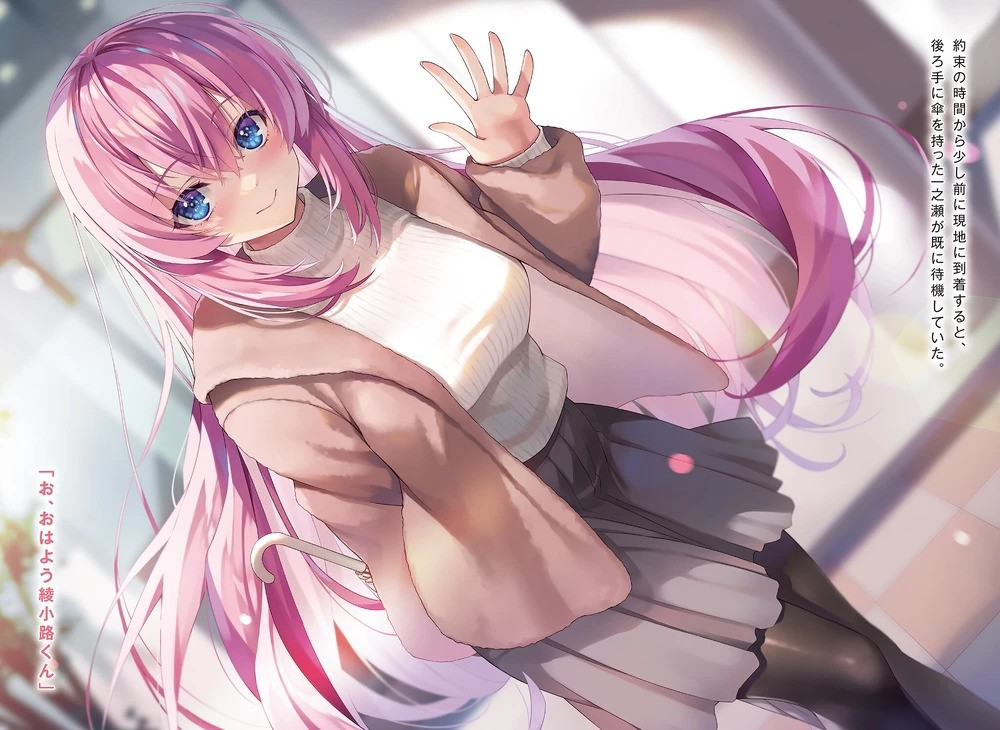 約束の時間から少し前に現地に到着すると、
後ろ手に傘を持った一之瀬が既に待機していた。
「お、おはよう綾小路くん」